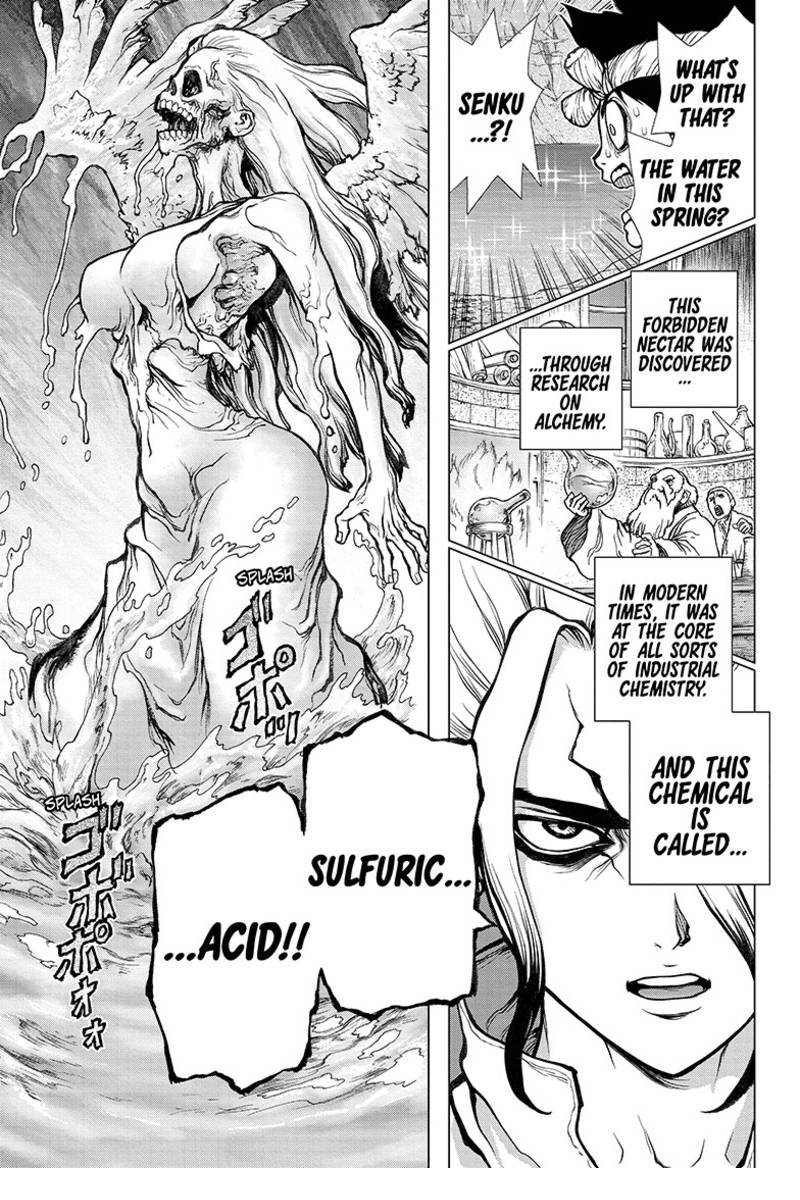 WHAT'S
UP WITH
THAT?
THE WATER
IN THIS
SPRING?
SENKU
...?!
THIS
FORBIDDEN
NECTAR WAS
DISCOVERED
...
...THROUGH
RESEARCH
ON
ALCHEMY.
IN MODERN
TIMES, IT WAS
AT THE CORE
OF ALL SORTS
OF INDUSTRIAL
CHEMISTRY.
AND THIS
CHEMICAL
IS
CALLED...
SULFURIC...
...ACID!!
SPLASH
ゴポッ
SPLASH
ゴボポポォォ